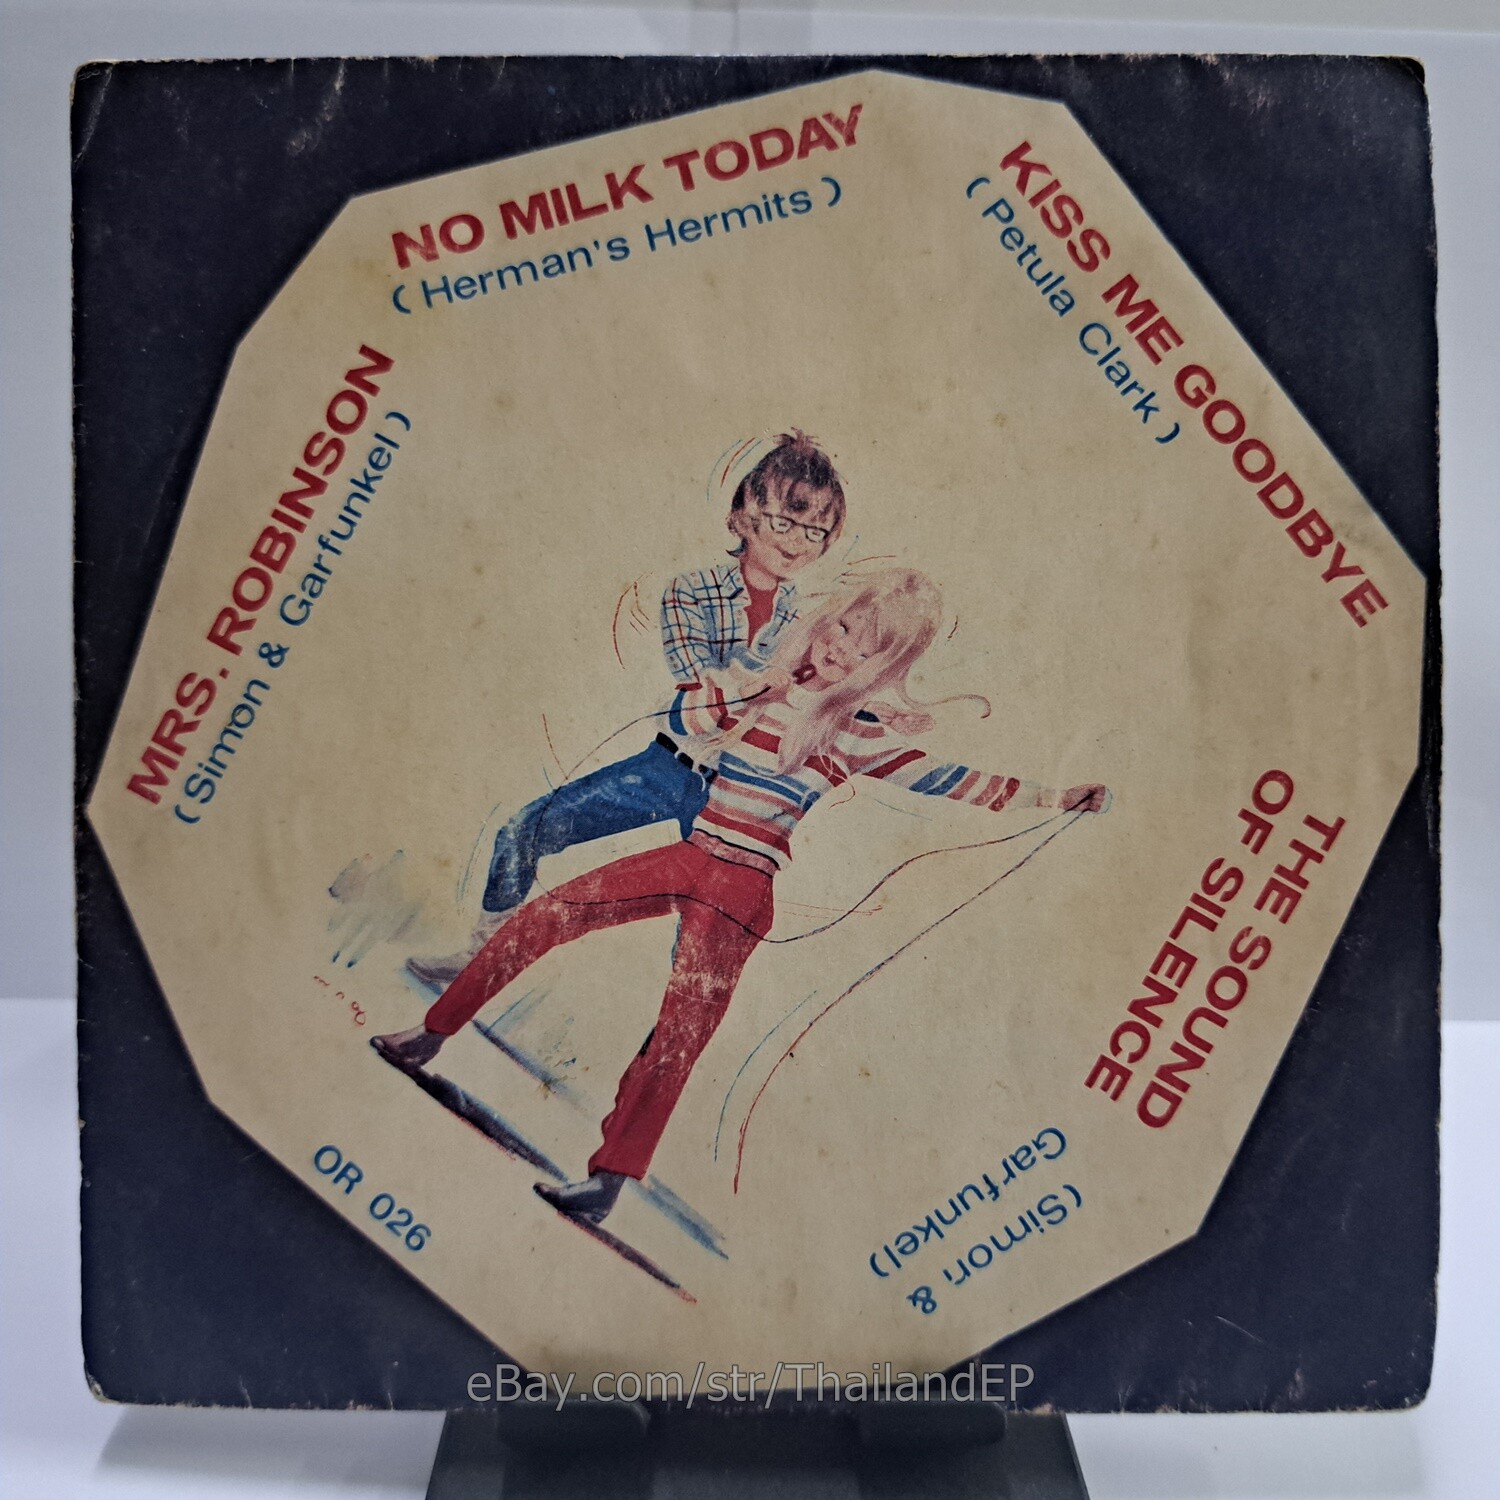 NO MILK TODAY
( Herman's Hermits )
KISS ME GOODBYE
( Petula Clark )
MRS. ROBINSON
( Simon & Garfunkel )
THE SOUND
OF SILENCE
(Simon &
Garfunkel)
OR 026
eBay.com/str/ThailandEP